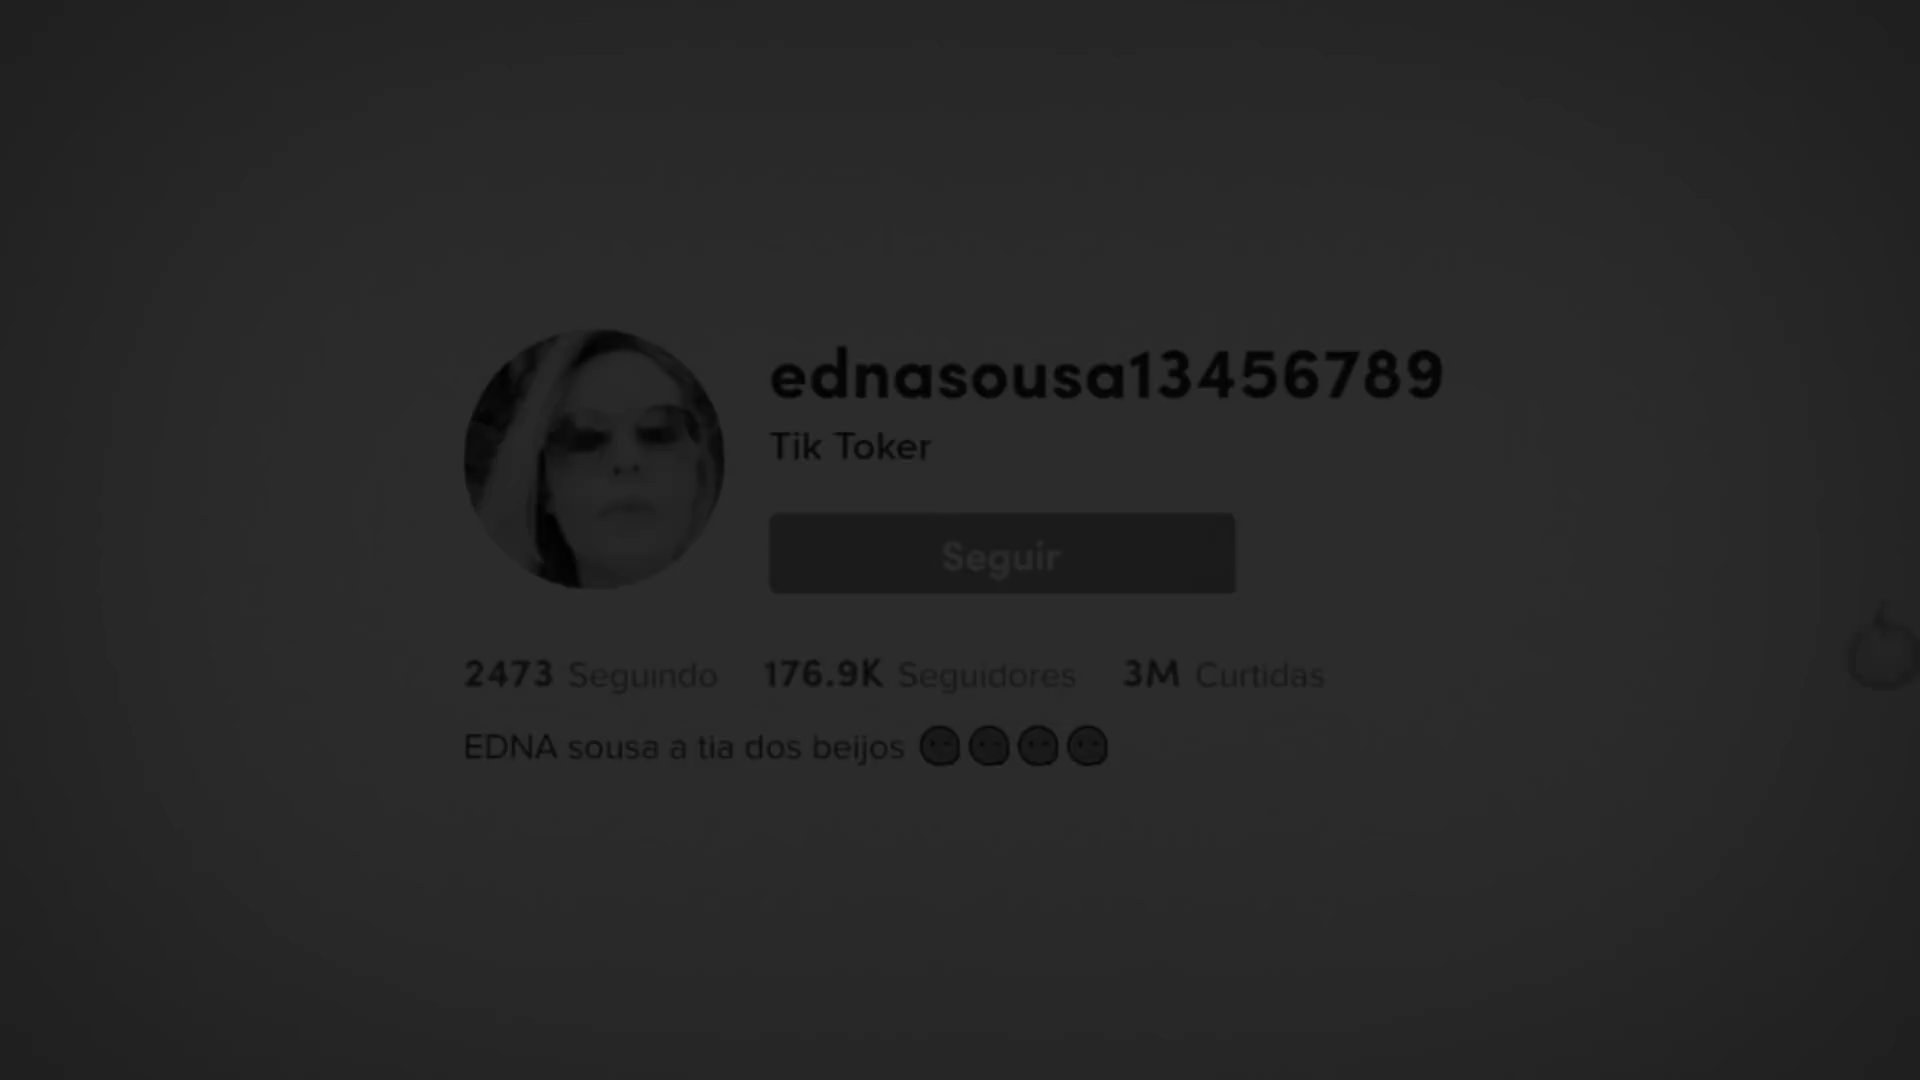 ednasousa13456789
Tik Toker
Seguir
2473 Seguindo 176.9K Seguidores 3M Curtidas
EDNA sousa a tia dos beijos